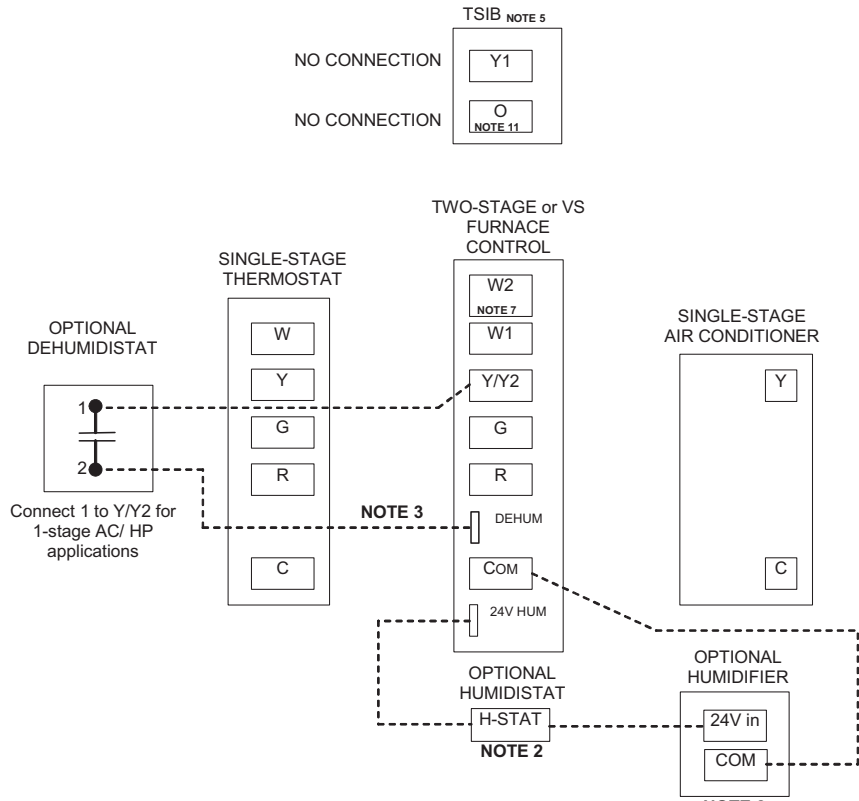 TSIB NOTE 5
NO CONNECTION
Y1
NO CONNECTION
O
NOTE 11
TWO-STAGE or VS
FURNACE
CONTROL
SINGLE-STAGE
THERMOSTAT
SINGLE-STAGE
AIR CONDITIONER
OPTIONAL
DEHUMIDISTAT
W2
NOTE 7
W
W1
Y
Y/Y2
Y
1
G
G
2
R
R
Connect 1 to Y/Y2 for
1-stage AC/ HP
applications
NOTE 3
DEHUM
C
COM
C
24V HUM
OPTIONAL
HUMIDISTAT
H-STAT
NOTE 2
OPTIONAL
HUMIDIFIER
24V in
COM